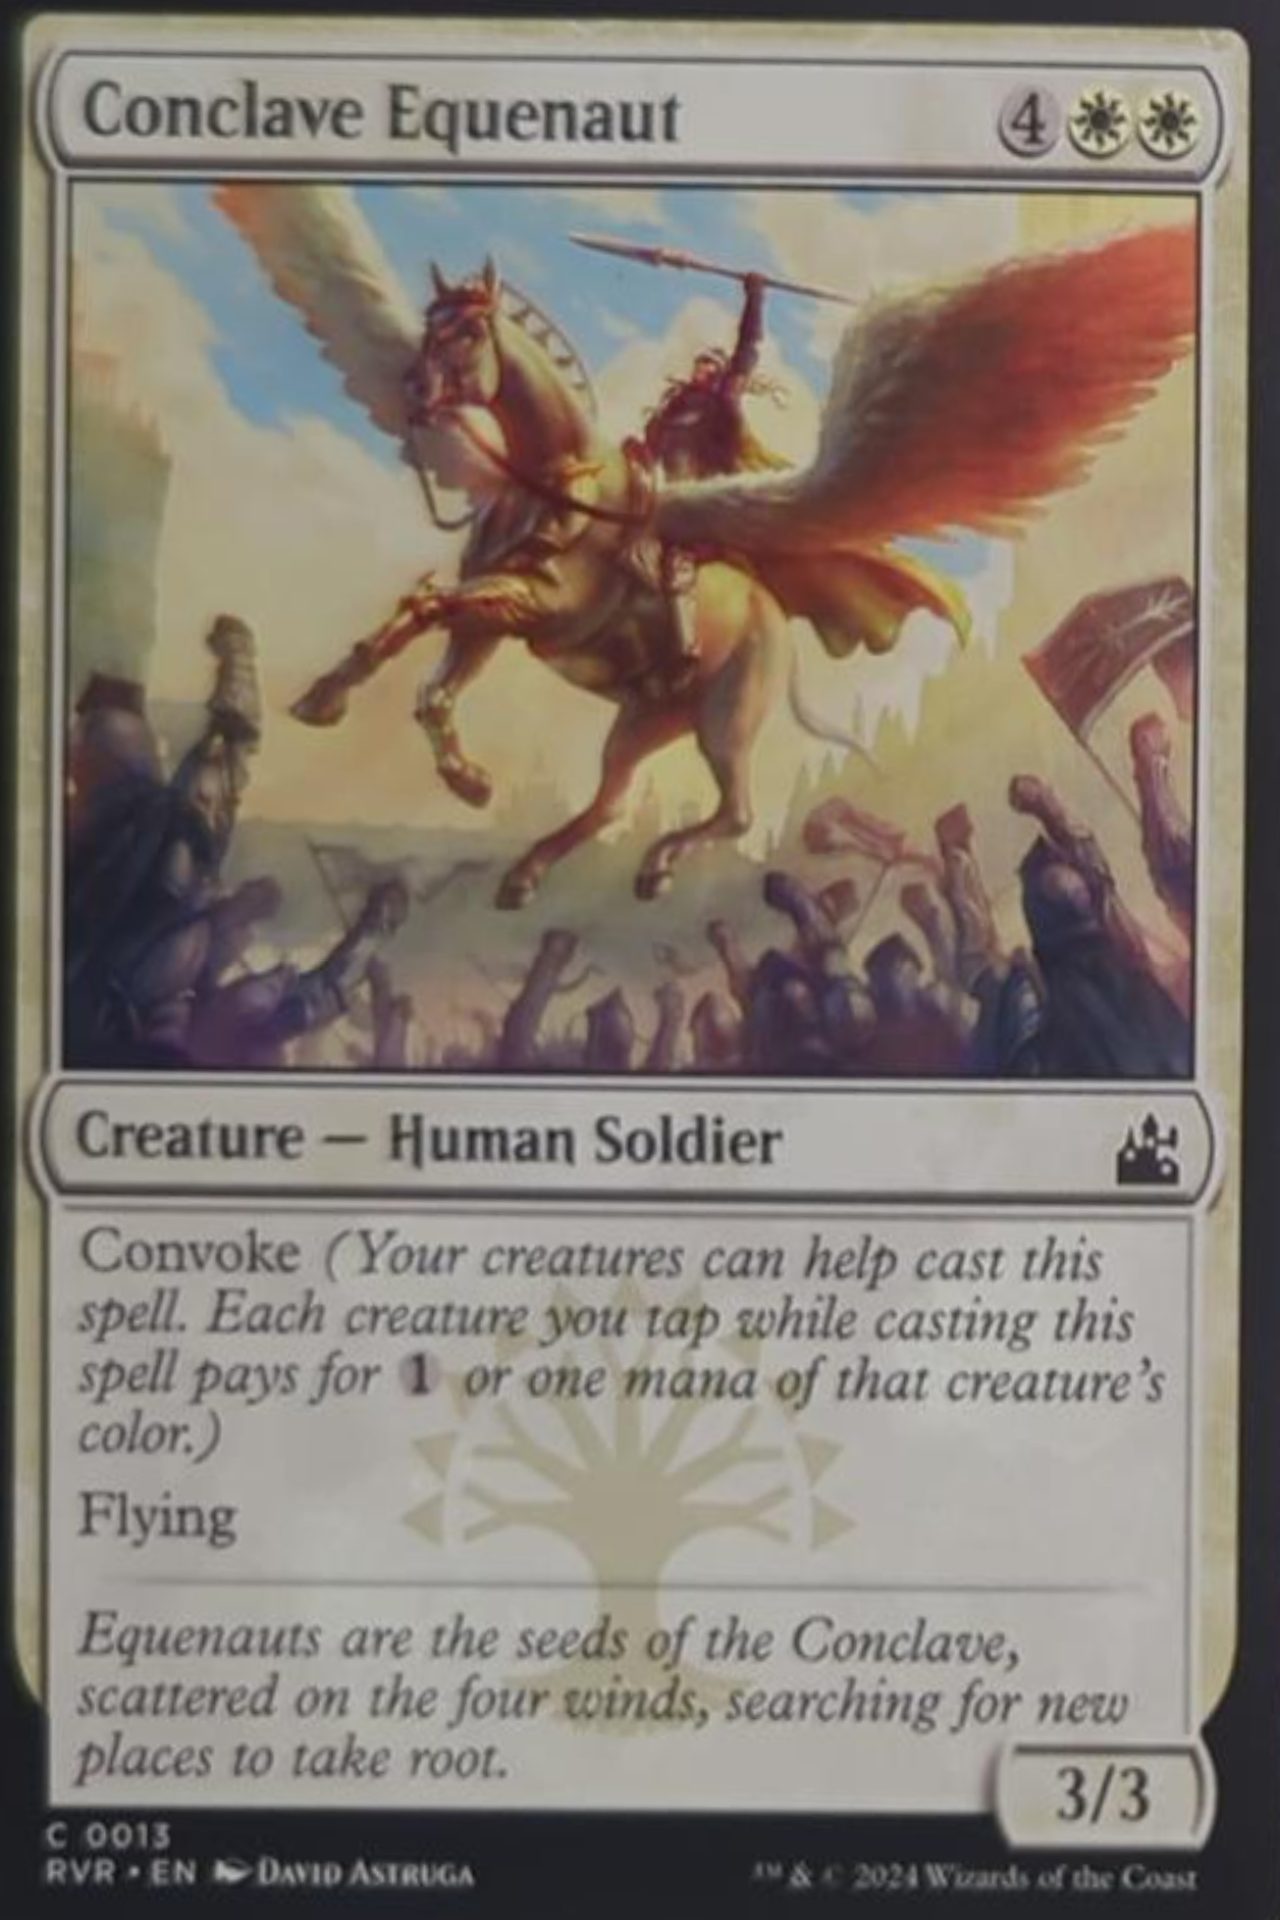 Conclave Equenaut 4
Creature — Human Soldier
Convoke (Your creatures can help cast this
spell. Each creature you tap while casting this
spell pays for 1 or one mana of that creature's
color.)
Flying
Equenauts are the seeds of the Conclave,
scattered on the four winds, searching for new
places to take root.
3/3
C 0013
RVR • EN DAVID ASTRUGA
™ & © 2024 Wizards of the Coast